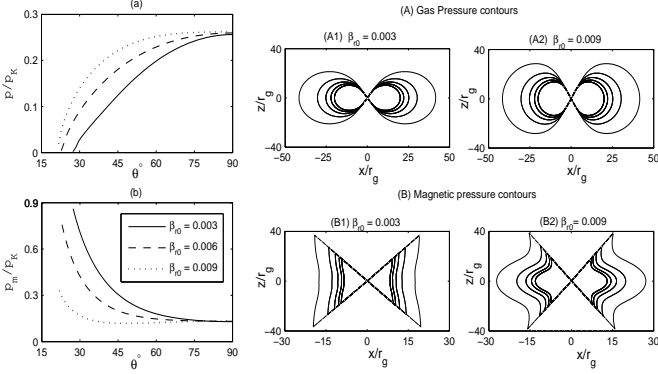 (a)
p/p_K
0.3
0.2
0.1
0
15 30 45 60 75 90
θ°
(b)
p_m/p_K
0.9
0.6
0.3
0
β_r0 = 0.003
β_r0 = 0.006
β_r0 = 0.009
15 30 45 60 75 90
θ°
(A) Gas Pressure contours
(A1) β_r0 = 0.003
z/r_g
40
0
−40
−50 −25 0 25 50
x/r_g
(A2) β_r0 = 0.009
z/r_g
40
0
−40
−50 −25 0 25 50
x/r_g
(B) Magnetic pressure contours
(B1) β_r0 = 0.003
z/r_g
40
0
−40
−30 −15 0 15 30
x/r_g
(B2) β_r0 = 0.009
z/r_g
40
0
−40
−30 −15 0 15 30
x/r_g